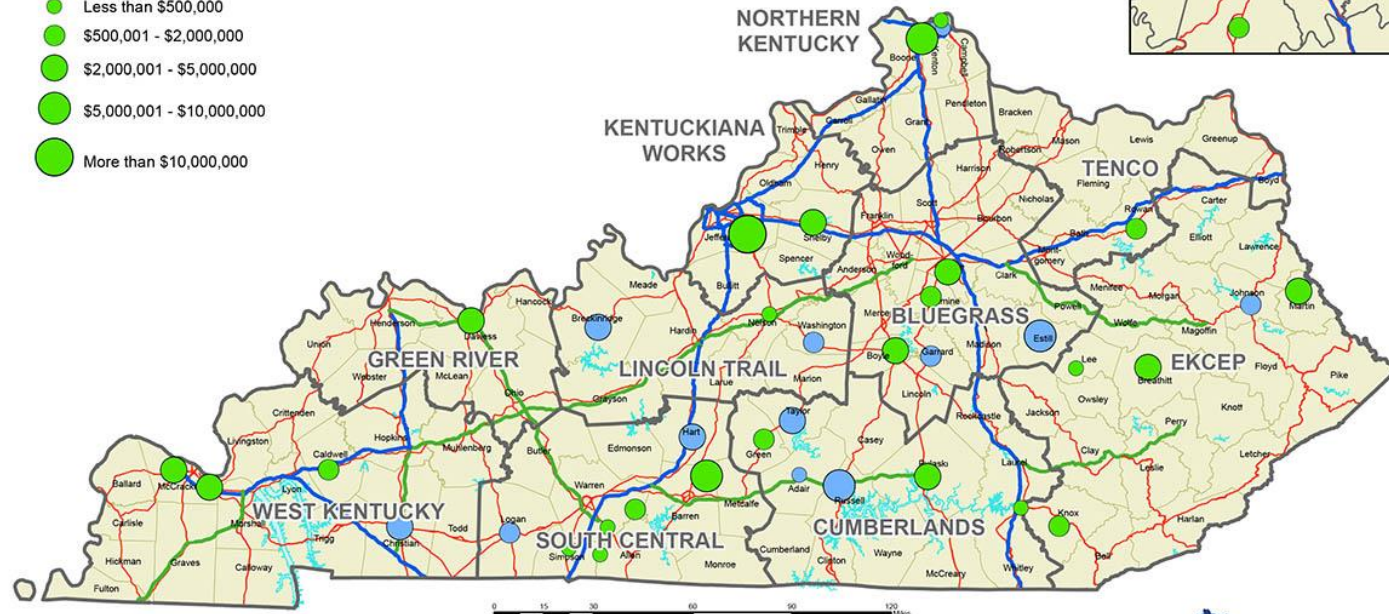 Less than $500,000
$500,001 - $2,000,000
$2,000,001 - $5,000,000
$5,000,001 - $10,000,000
More than $10,000,000
NORTHERN
KENTUCKY
Boone
Campbell
Gallatin
Pendleton
Bracken
Carroll
Grant
KENTUCKIANA
WORKS
Trimble
Owen
Robertson
Mason
Lewis
Greenup
Henry
Harrison
TENCO
Fleming
Oldham
Nicholas
Boyd
Scott
Carter
Franklin
Bourbon
Rowan
Shelby
Bath
Elliott
Lawrence
Spencer
Anderson
Wood-
ford
Mont-
gomery
Clark
Meade
Bullitt
Menifee
Morgan
Johnson
Martin
Hancock
Powell
Breckinridge
Nelson
Washington
BLUEGRASS
Wolfe
Magoffin
Henderson
Daviess
Hardin
Madison
Estill
Union
Boyle
Garrard
Lee
EKCEP
GREEN RIVER
LINCOLN TRAIL
Floyd
Webster
McLean
Larue
Marion
Breathitt
Pike
Ohio
Grayson
Lincoln
Owsley
Crittenden
Taylor
Rockcastle
Jackson
Knott
Livingston
Hopkins
Hart
Casey
Perry
Muhlenberg
Butler
Edmonson
Green
Clay
Letcher
Caldwell
Pulaski
Laurel
Leslie
Ballard
Lyon
Warren
Adair
Russell
Barren
Metcalfe
WEST KENTUCKY
Carlisle
Marshall
Todd
Logan
Knox
Harlan
Trigg
Christian
SOUTH CENTRAL
CUMBERLANDS
Hickman
Graves
Calloway
Simpson
Allen
Monroe
Cumberland
Clinton
Wayne
Bell
Fulton
McCreary
Whitley
0 15 30 60 90 120